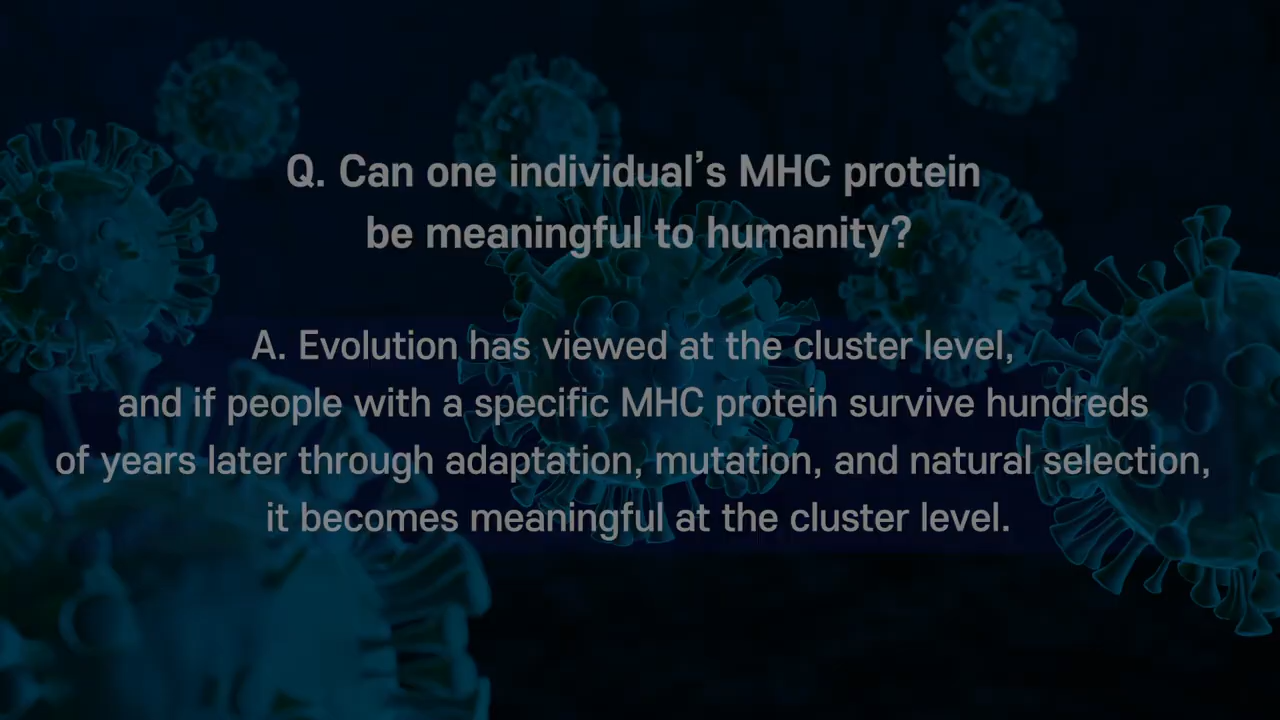 Q. Can one individual's MHC protein
be meaningful to humanity?
A. Evolution has viewed at the cluster level,
and if people with a specific MHC protein survive hundreds
of years later through adaptation, mutation, and natural selection,
it becomes meaningful at the cluster level.